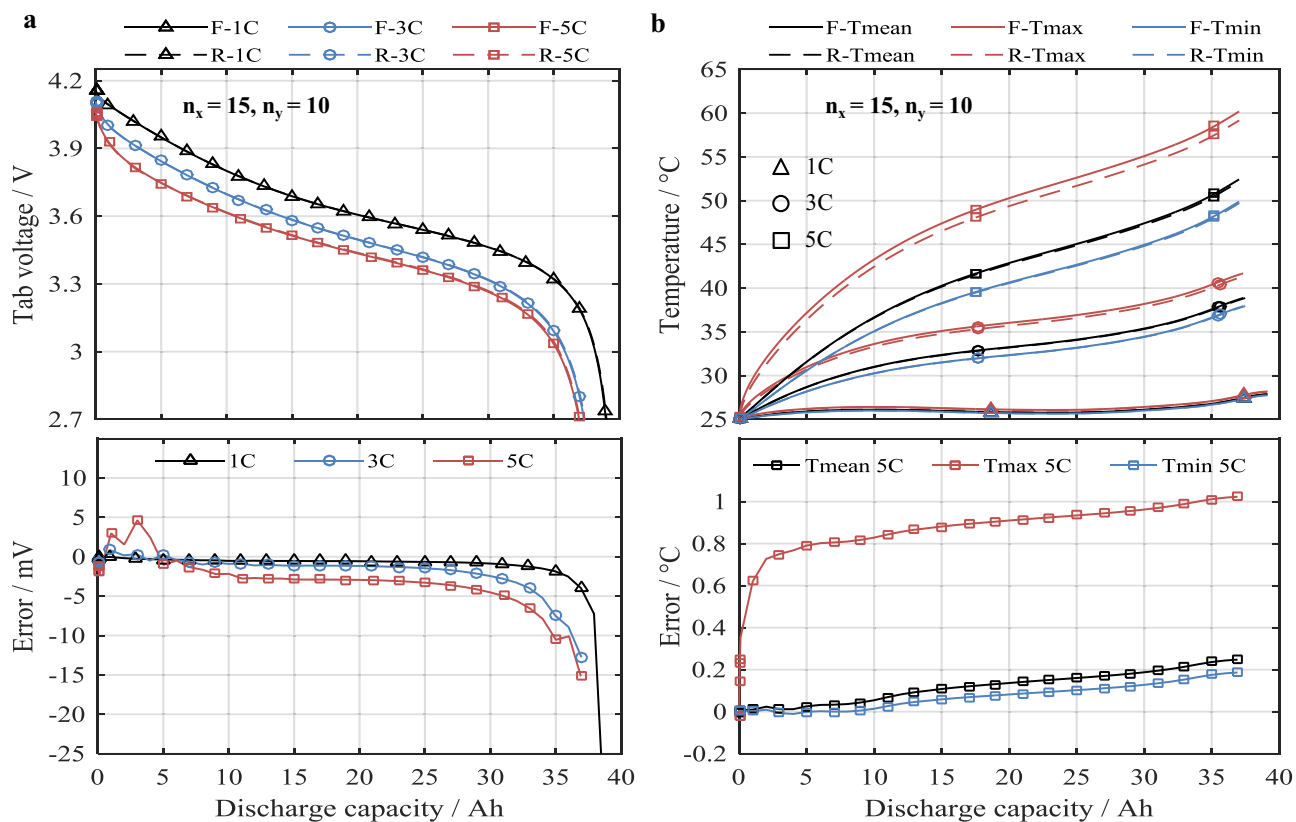 a
F-1C F-3C F-5C
R-1C R-3C R-5C
4.2
3.9
3.6
3.3
3
2.7
Tab voltage / V
n_x = 15, n_y = 10
1C 3C 5C
10
5
0
-5
-10
-15
-20
-25
Error / mV
0 5 10 15 20 25 30 35 40
Discharge capacity / Ah
b
F-Tmean F-Tmax F-Tmin
R-Tmean R-Tmax R-Tmin
65
60
55
50
45
40
35
30
25
Temperature / °C
n_x = 15, n_y = 10
1C
3C
5C
Tmean 5C Tmax 5C Tmin 5C
1
0.8
0.6
0.4
0.2
0
-0.2
Error / °C
0 5 10 15 20 25 30 35 40
Discharge capacity / Ah